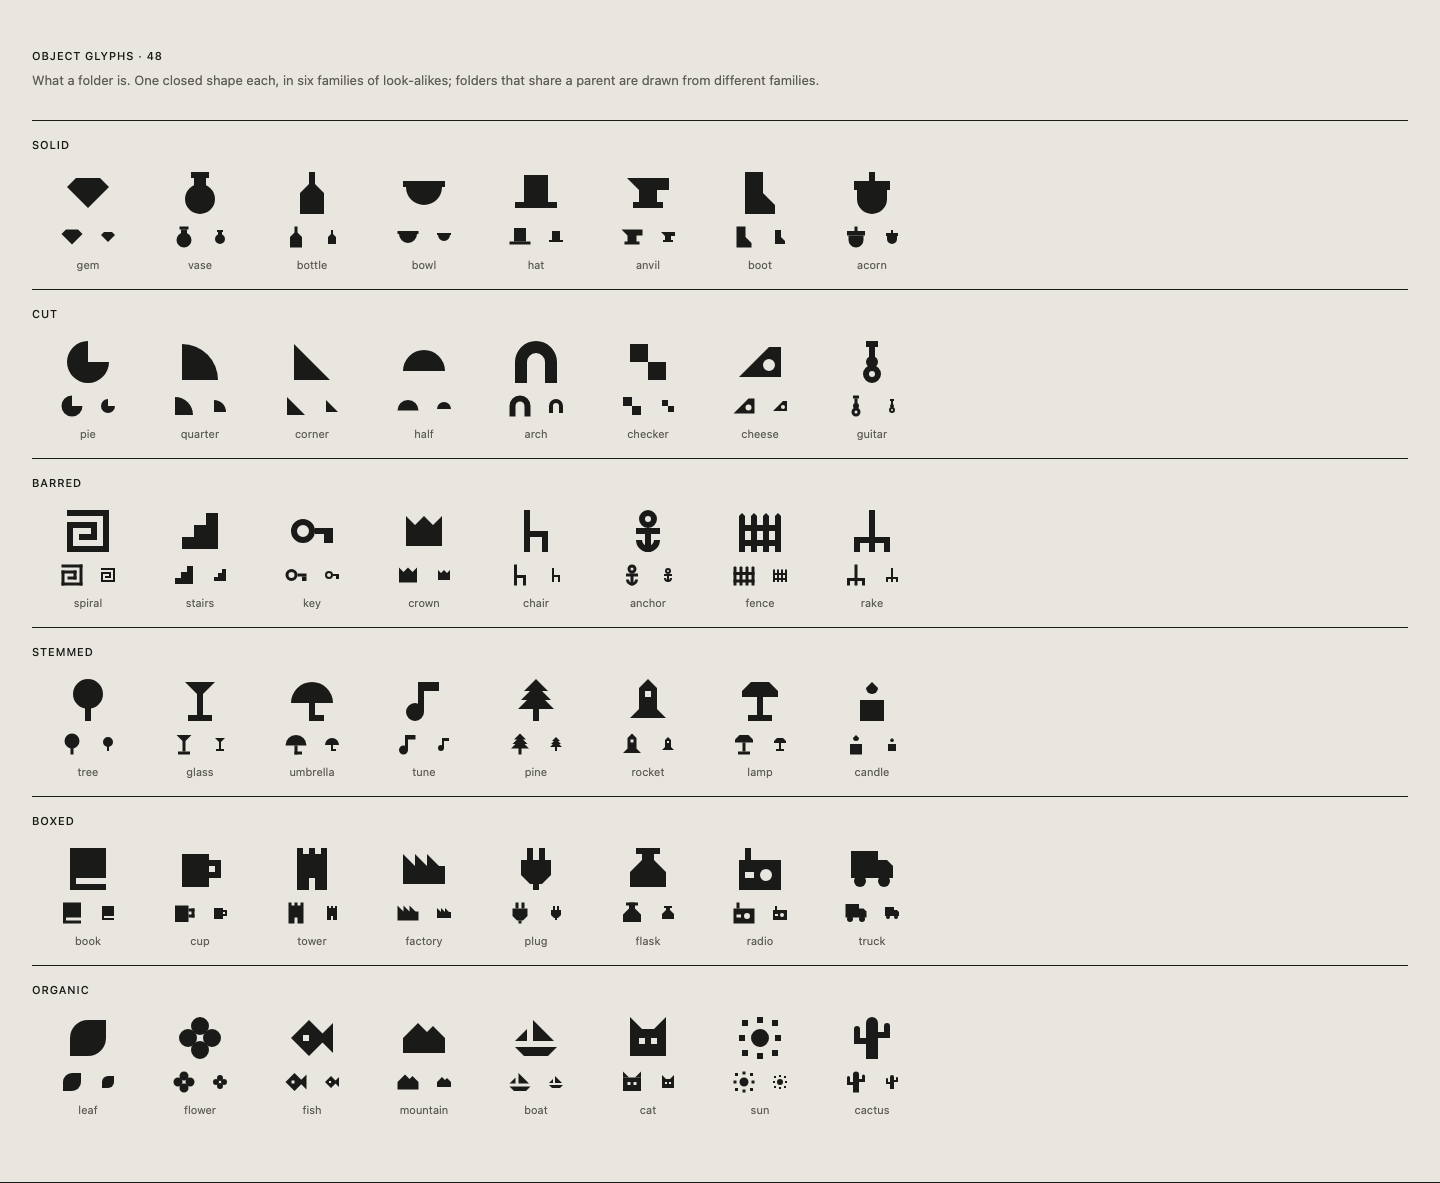 OBJECT GLYPHS · 48
What a folder is. One closed shape each, in six families of look-alikes; folders that share a parent are drawn from different families.
SOLID
gem vase bottle bowl hat anvil boot acorn
CUT
pie quarter corner half arch checker cheese guitar
BARRED
spiral stairs key crown chair anchor fence rake
STEMMED
tree glass umbrella tune pine rocket lamp candle
BOXED
book cup tower factory plug flask radio truck
ORGANIC
leaf flower fish mountain boat cat sun cactus